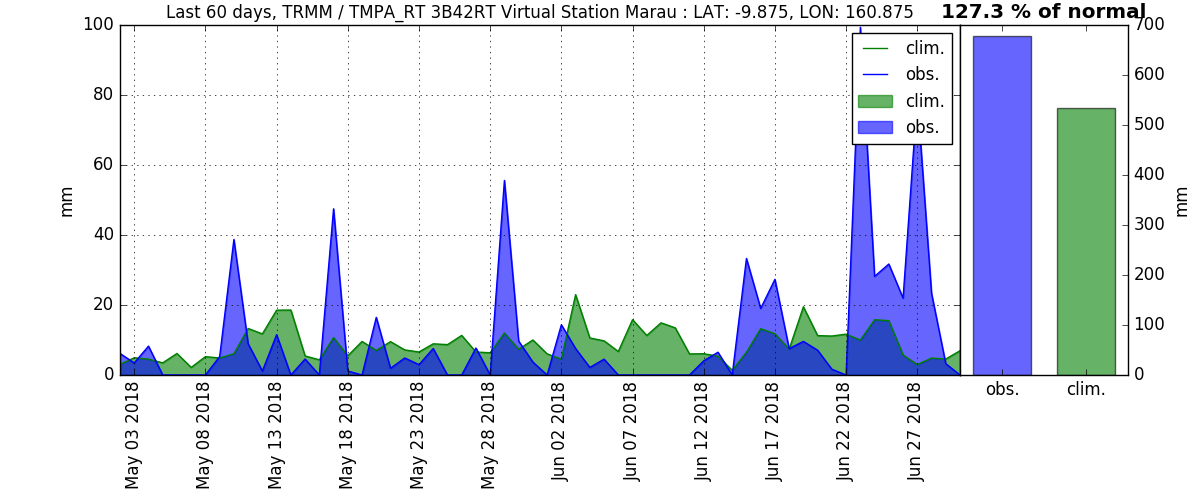 Last 60 days, TRMM / TMPA_RT 3B42RT Virtual Station Marau : LAT: -9.875, LON: 160.875
127.3 % of normal
100
80
60
40
20
0
mm
clim.
obs.
clim.
obs.
May 03 2018
May 08 2018
May 13 2018
May 18 2018
May 23 2018
May 28 2018
Jun 02 2018
Jun 07 2018
Jun 12 2018
Jun 17 2018
Jun 22 2018
Jun 27 2018
700
600
500
400
300
200
100
0
mm
obs.
clim.